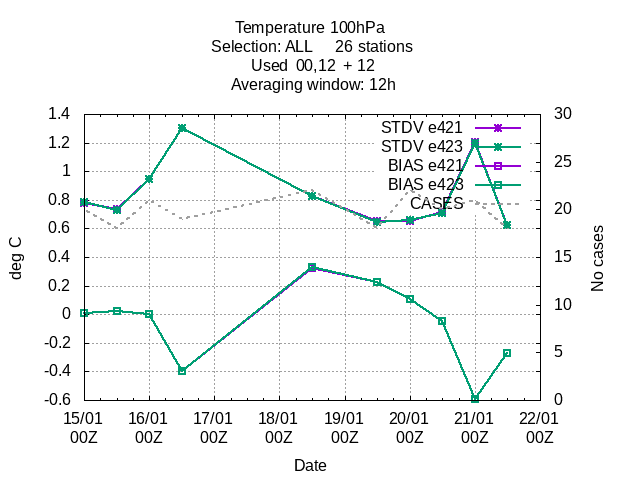 Temperature 100hPa
Selection: ALL 26 stations
Used 00,12 + 12
Averaging window: 12h
1.4
1.2
1
0.8
0.6
0.4
0.2
0
-0.2
-0.4
-0.6
deg C
30
25
20
15
10
5
0
No cases
STDV e421
STDV e423
BIAS e421
BIAS e423
CASES
15/01 16/01 17/01 18/01 19/01 20/01 21/01 22/01
00Z 00Z 00Z 00Z 00Z 00Z 00Z 00Z
Date